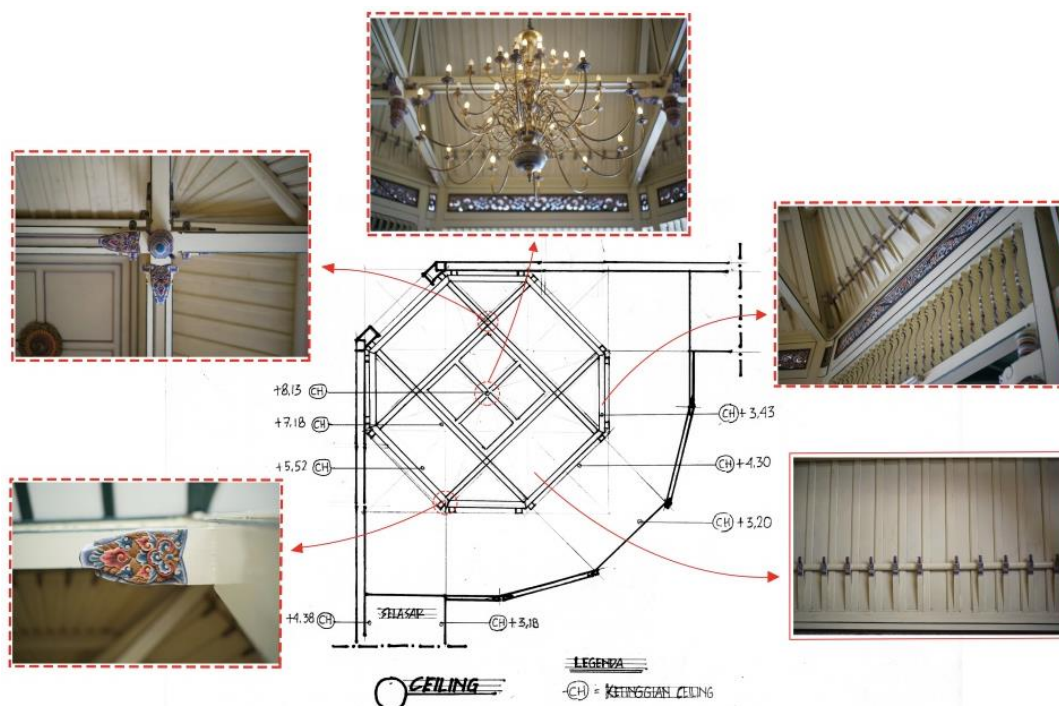 +8,13 CH
+7.18 CH
+5,52 CH
CH +3,43
CH +4.30
CH +3,20
+4.38 CH
SELASAR
CH +3,18
CEILING
LEGENDA
CH = KETINGGIAN CEILING